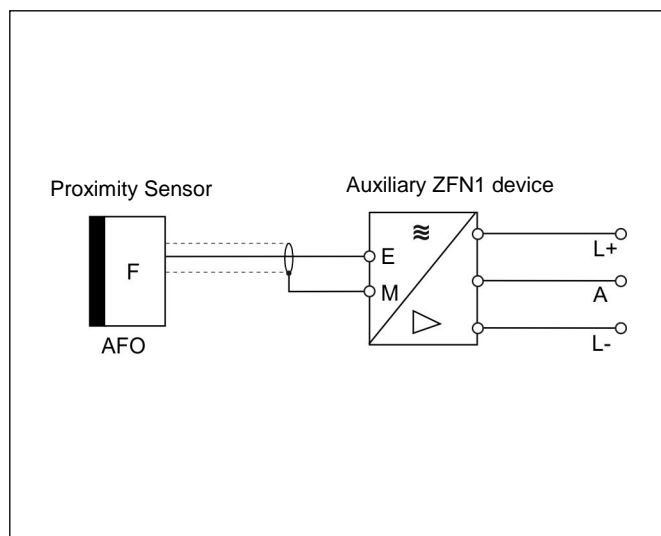 Proximity Sensor
Auxiliary ZFN1 device
F
AFO
E
M
L+
A
L-